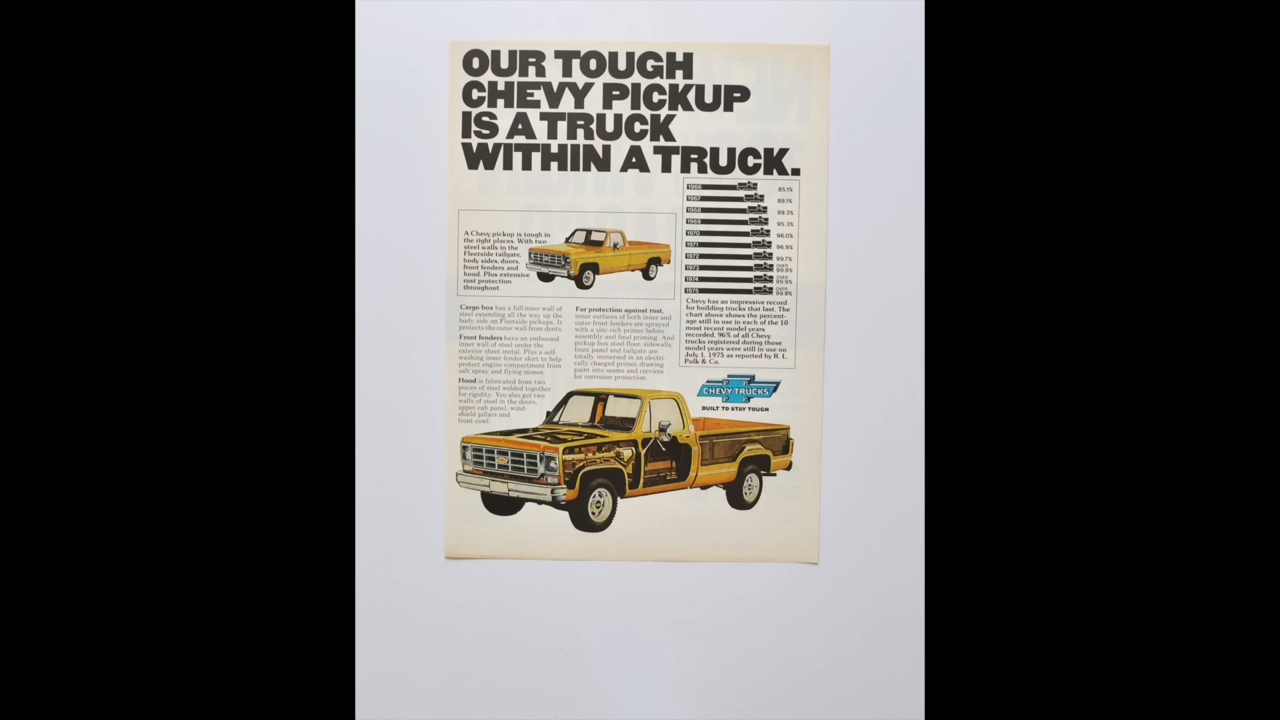 OUR TOUGH
CHEVY PICKUP
IS A TRUCK
WITHIN A TRUCK.
A Chevy pickup is tough in
the right places. With two
steel walls in the
Fleetside tailgate,
body sides, doors,
front fenders and
hood. Plus extensive
rust protection
throughout.
1966 85.1%
1967 88.1%
1968 89.3%
1969 95.3%
1970 96.0%
1971 96.9%
1972 99.7%
1973 OVER 99.9%
1974 OVER 99.9%
1975 OVER 99.9%
Chevy has an impressive record
for building trucks that last. The
chart above shows the percent-
age still in use in each of the 10
most recent model years
recorded. 96% of all Chevy
trucks registered during those
model years were still in use on
July 1, 1975 as reported by R. L.
Polk & Co.
Cargo box has a full inner wall of
steel extending all the way up the
body side on Fleetside pickups. It
protects the outer wall from dents.
Front fenders have an embossed
inner wall of steel under the
exterior sheet metal. Plus a self-
washing inner fender skirt to help
protect engine compartment from
salt spray and flying stones.
Hood is fabricated from two
pieces of steel welded together
for rigidity. You also get two
walls of steel in the doors,
upper cab panel, wind-
shield pillars and
front cowl.
For protection against rust,
inner surfaces of both inner and
outer front fenders are sprayed
with a zinc-rich primer before
assembly and final priming. And
pickup box steel floor, sidewalls,
front panel and tailgate are
totally immersed in an electri-
cally charged primer, drawing
paint into seams and crevices
for corrosion protection.
CHEVY TRUCKS
BUILT TO STAY TOUGH